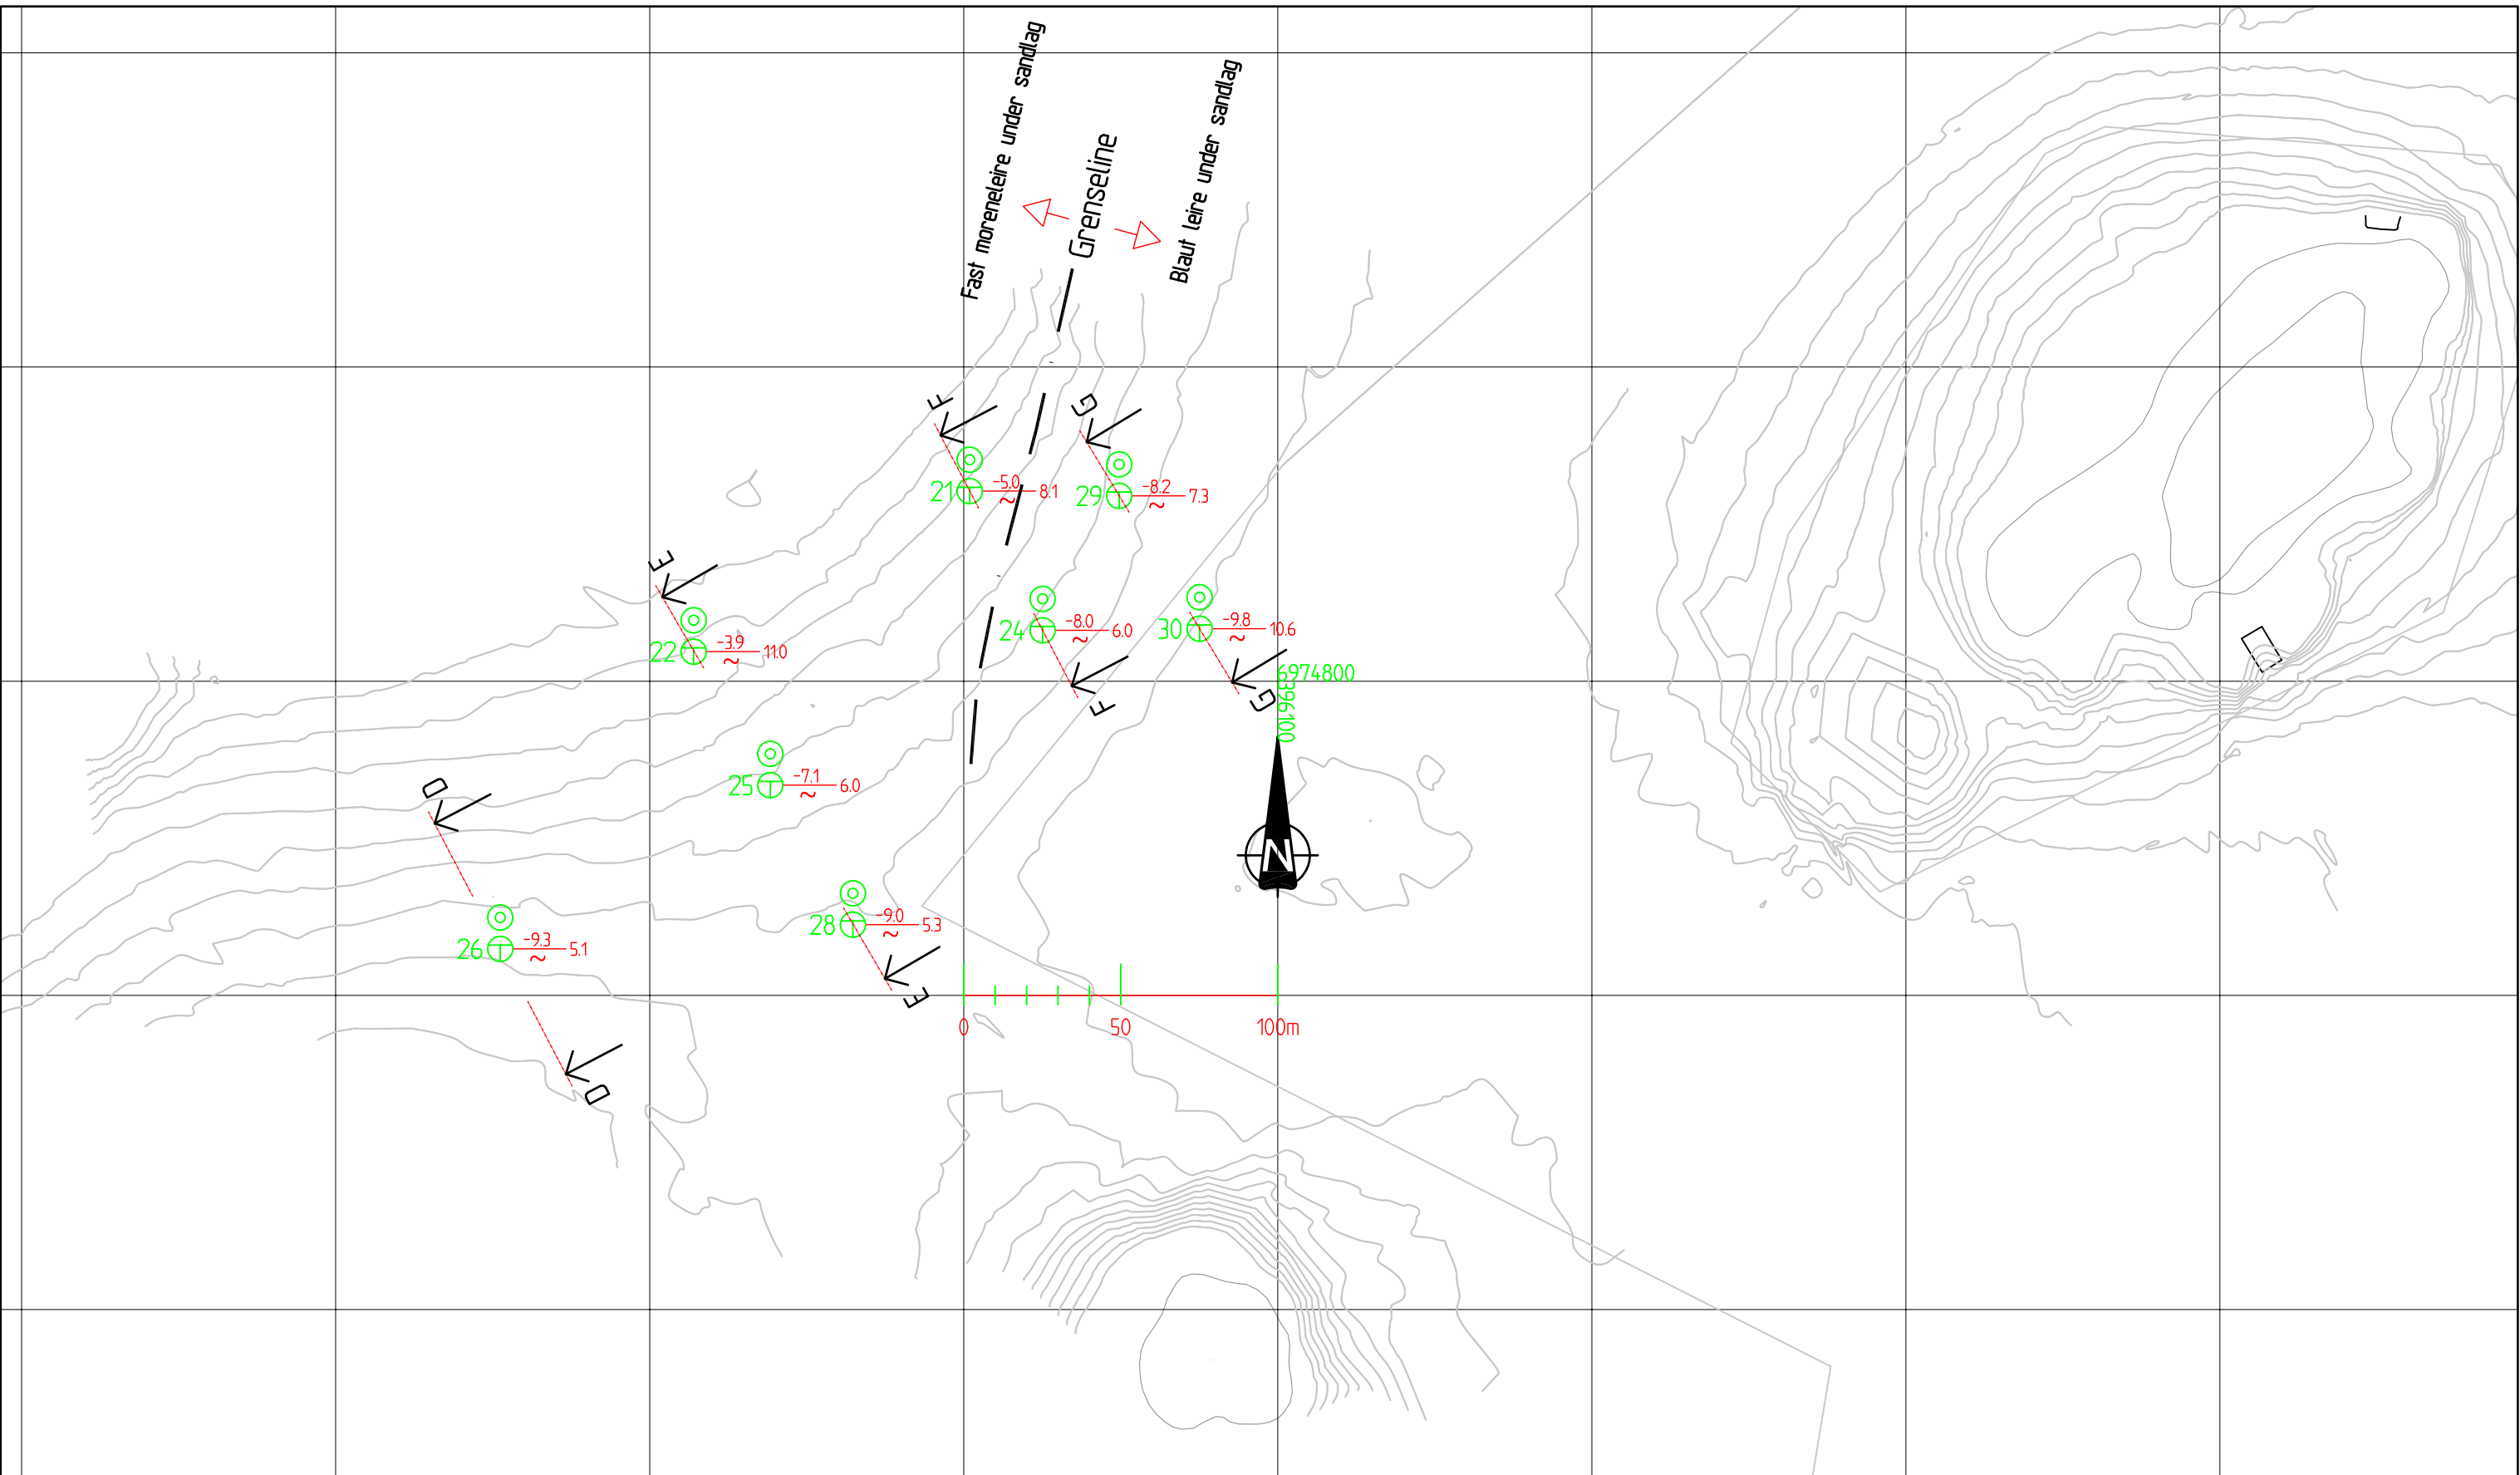 Fast moreneleire under sandlag
Grenseline
Blaut leire under sandlag
F
G
21 -5.0 ~ 8.1
29 -8.2 ~ 7.3
E
22 -3.9 ~ 11.0
24 -8.0 ~ 6.0
30 -9.8 ~ 10.6
6974800
396100
F
G
D
25 -7.1 ~ 6.0
N
28 -9.0 ~ 5.3
26 -9.3 ~ 5.1
E
0 50 100m
D